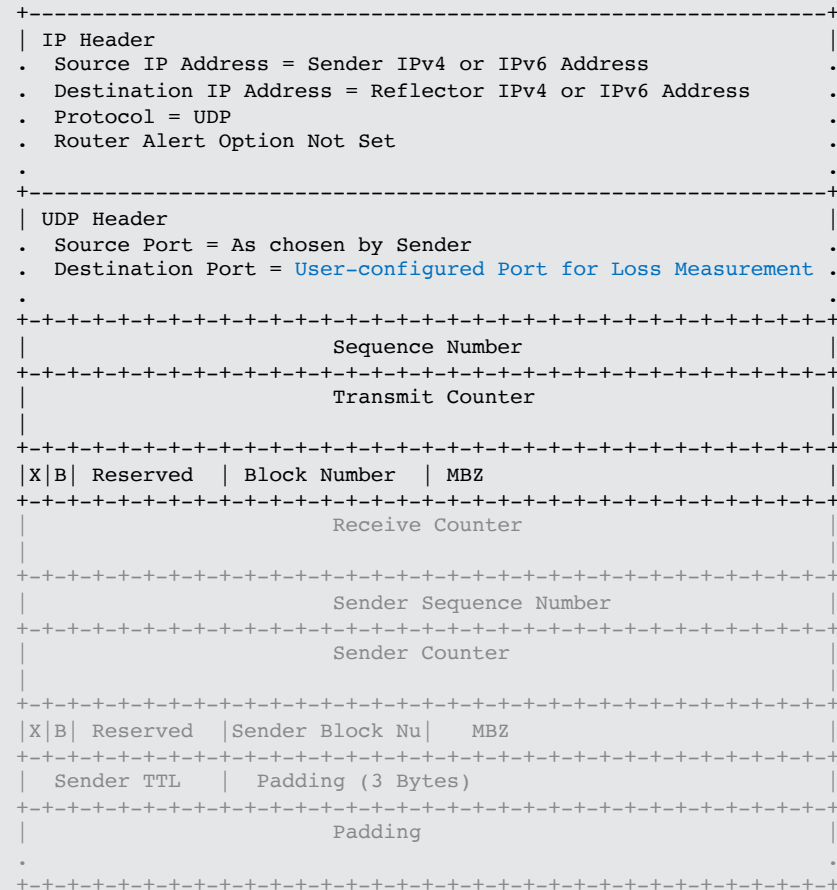 +---------------------------------------------------------------+
| IP Header |
. Source IP Address = Sender IPv4 or IPv6 Address .
. Destination IP Address = Reflector IPv4 or IPv6 Address .
. Protocol = UDP .
. Router Alert Option Not Set .
. .
+---------------------------------------------------------------+
| UDP Header |
. Source Port = As chosen by Sender .
. Destination Port = User-configured Port for Loss Measurement .
. .
+-+-+-+-+-+-+-+-+-+-+-+-+-+-+-+-+-+-+-+-+-+-+-+-+-+-+-+-+-+-+-+-+
| Sequence Number |
+-+-+-+-+-+-+-+-+-+-+-+-+-+-+-+-+-+-+-+-+-+-+-+-+-+-+-+-+-+-+-+-+
| Transmit Counter |
| |
+-+-+-+-+-+-+-+-+-+-+-+-+-+-+-+-+-+-+-+-+-+-+-+-+-+-+-+-+-+-+-+-+
|X|B| Reserved | Block Number | MBZ |
+-+-+-+-+-+-+-+-+-+-+-+-+-+-+-+-+-+-+-+-+-+-+-+-+-+-+-+-+-+-+-+-+
| Receive Counter |
| |
+-+-+-+-+-+-+-+-+-+-+-+-+-+-+-+-+-+-+-+-+-+-+-+-+-+-+-+-+-+-+-+-+
| Sender Sequence Number |
+-+-+-+-+-+-+-+-+-+-+-+-+-+-+-+-+-+-+-+-+-+-+-+-+-+-+-+-+-+-+-+-+
| Sender Counter |
| |
+-+-+-+-+-+-+-+-+-+-+-+-+-+-+-+-+-+-+-+-+-+-+-+-+-+-+-+-+-+-+-+-+
|X|B| Reserved |Sender Block Nu| MBZ |
+-+-+-+-+-+-+-+-+-+-+-+-+-+-+-+-+-+-+-+-+-+-+-+-+-+-+-+-+-+-+-+-+
| Sender TTL | Padding (3 Bytes) |
+-+-+-+-+-+-+-+-+-+-+-+-+-+-+-+-+-+-+-+-+-+-+-+-+-+-+-+-+-+-+-+-+
| Padding |
. .
+-+-+-+-+-+-+-+-+-+-+-+-+-+-+-+-+-+-+-+-+-+-+-+-+-+-+-+-+-+-+-+-+